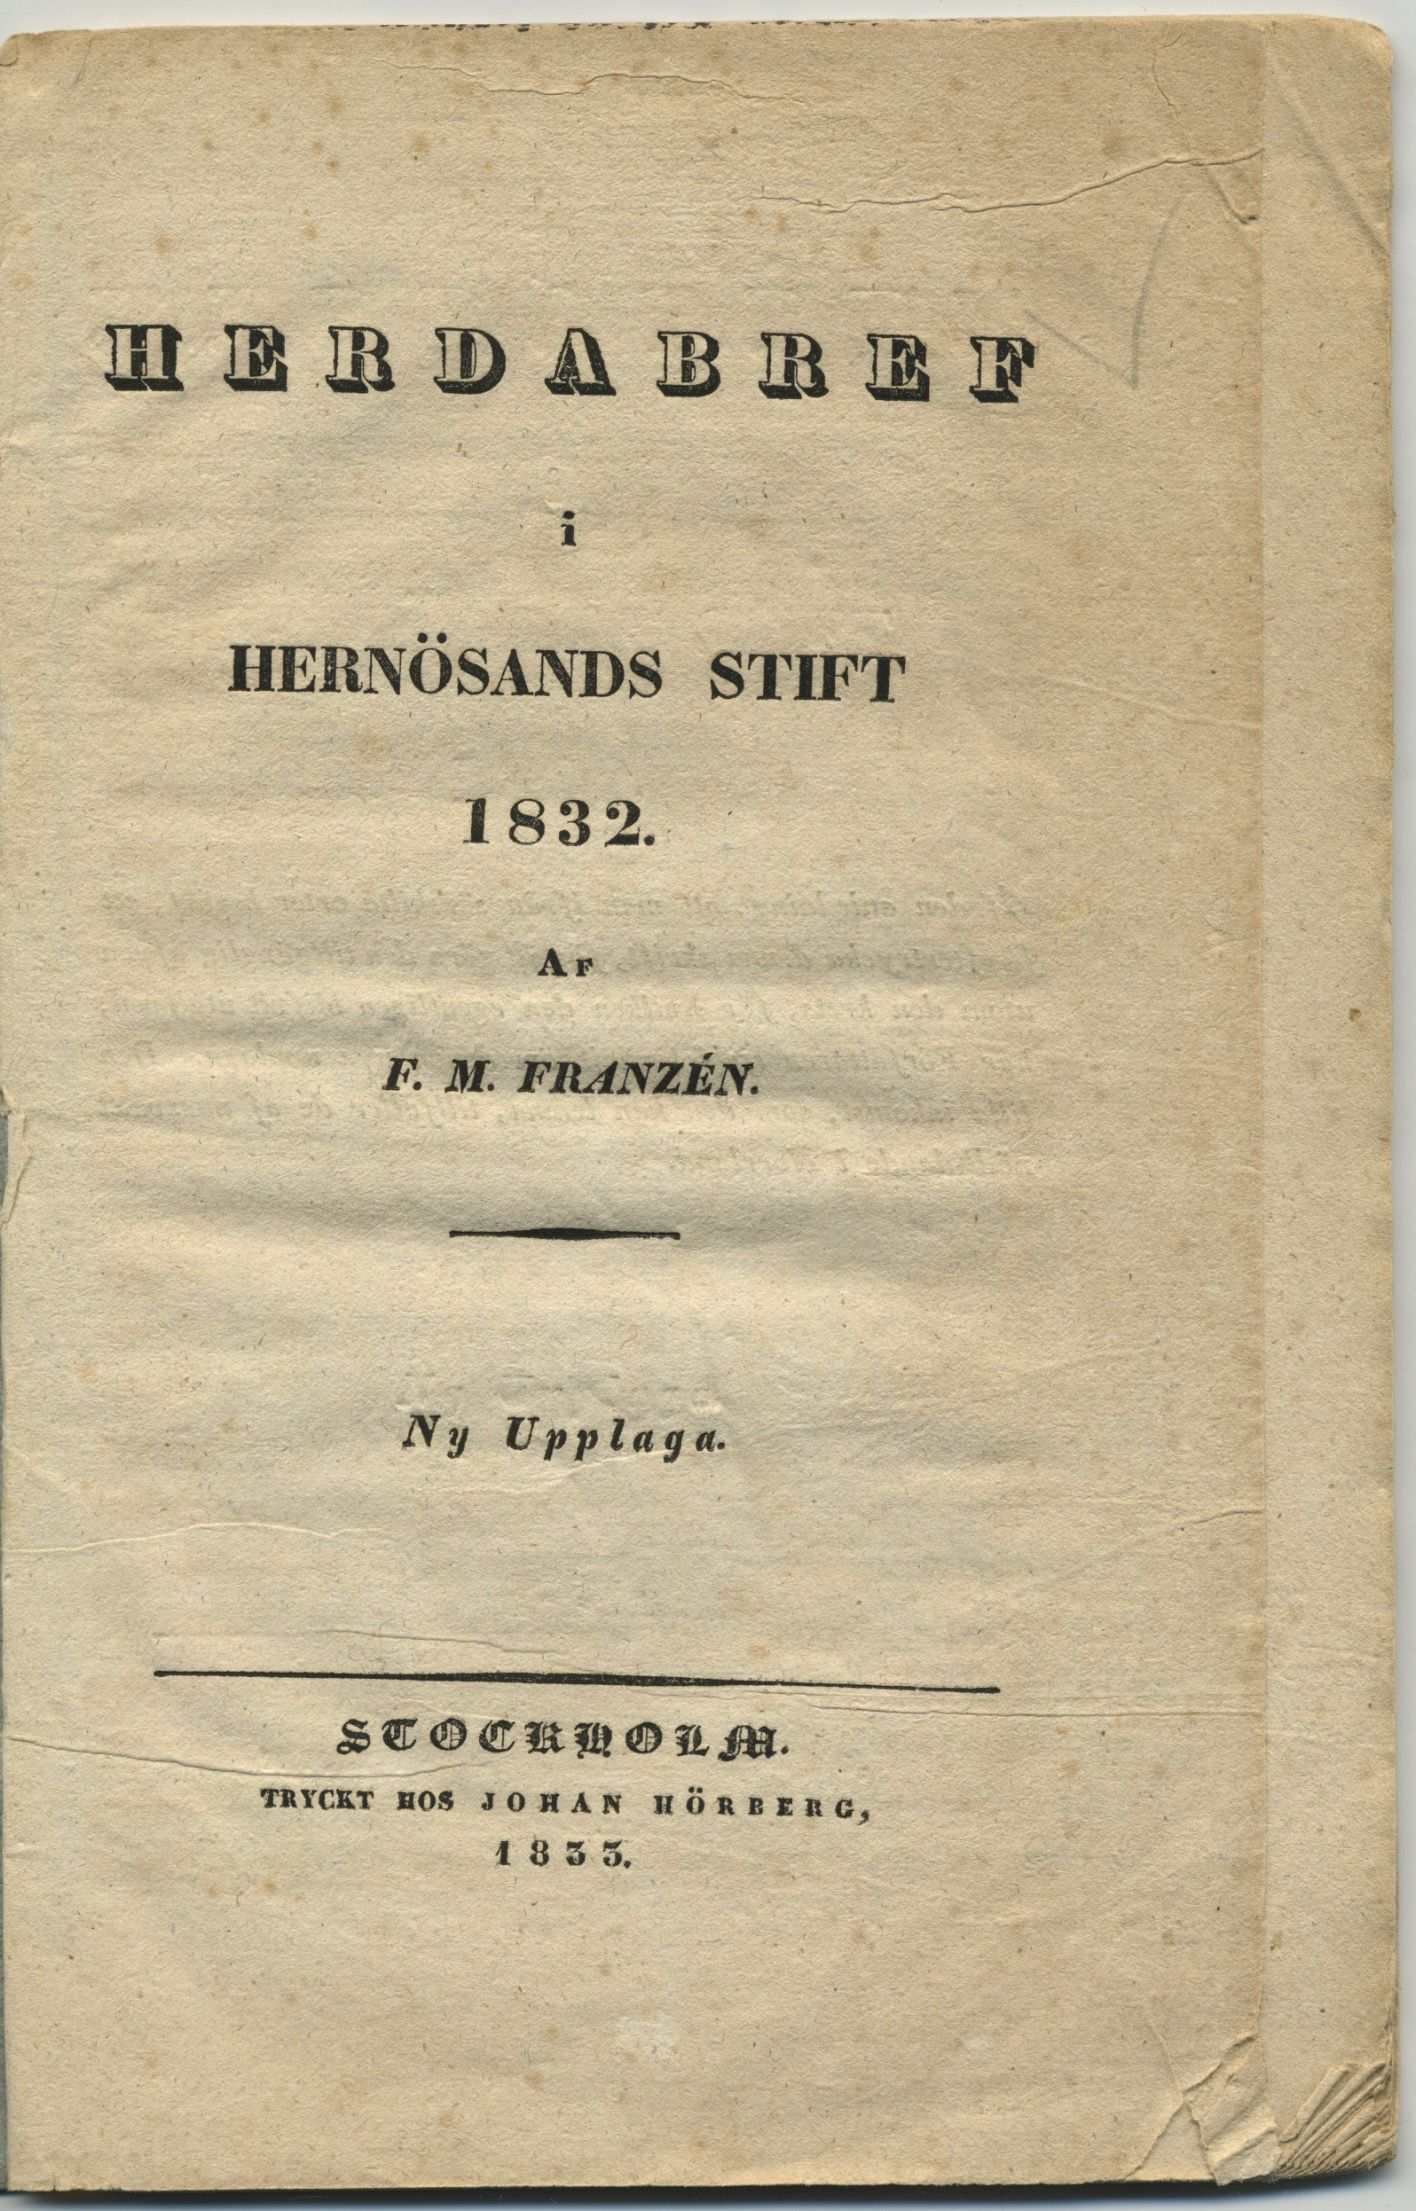 HERDABREF
i
HERNÖSANDS STIFT
1832.
AF
F. M. FRANZÉN.
Ny Upplaga.
STOCKHOLM.
TRYCKT HOS JOHAN HÖRBERG,
1833.